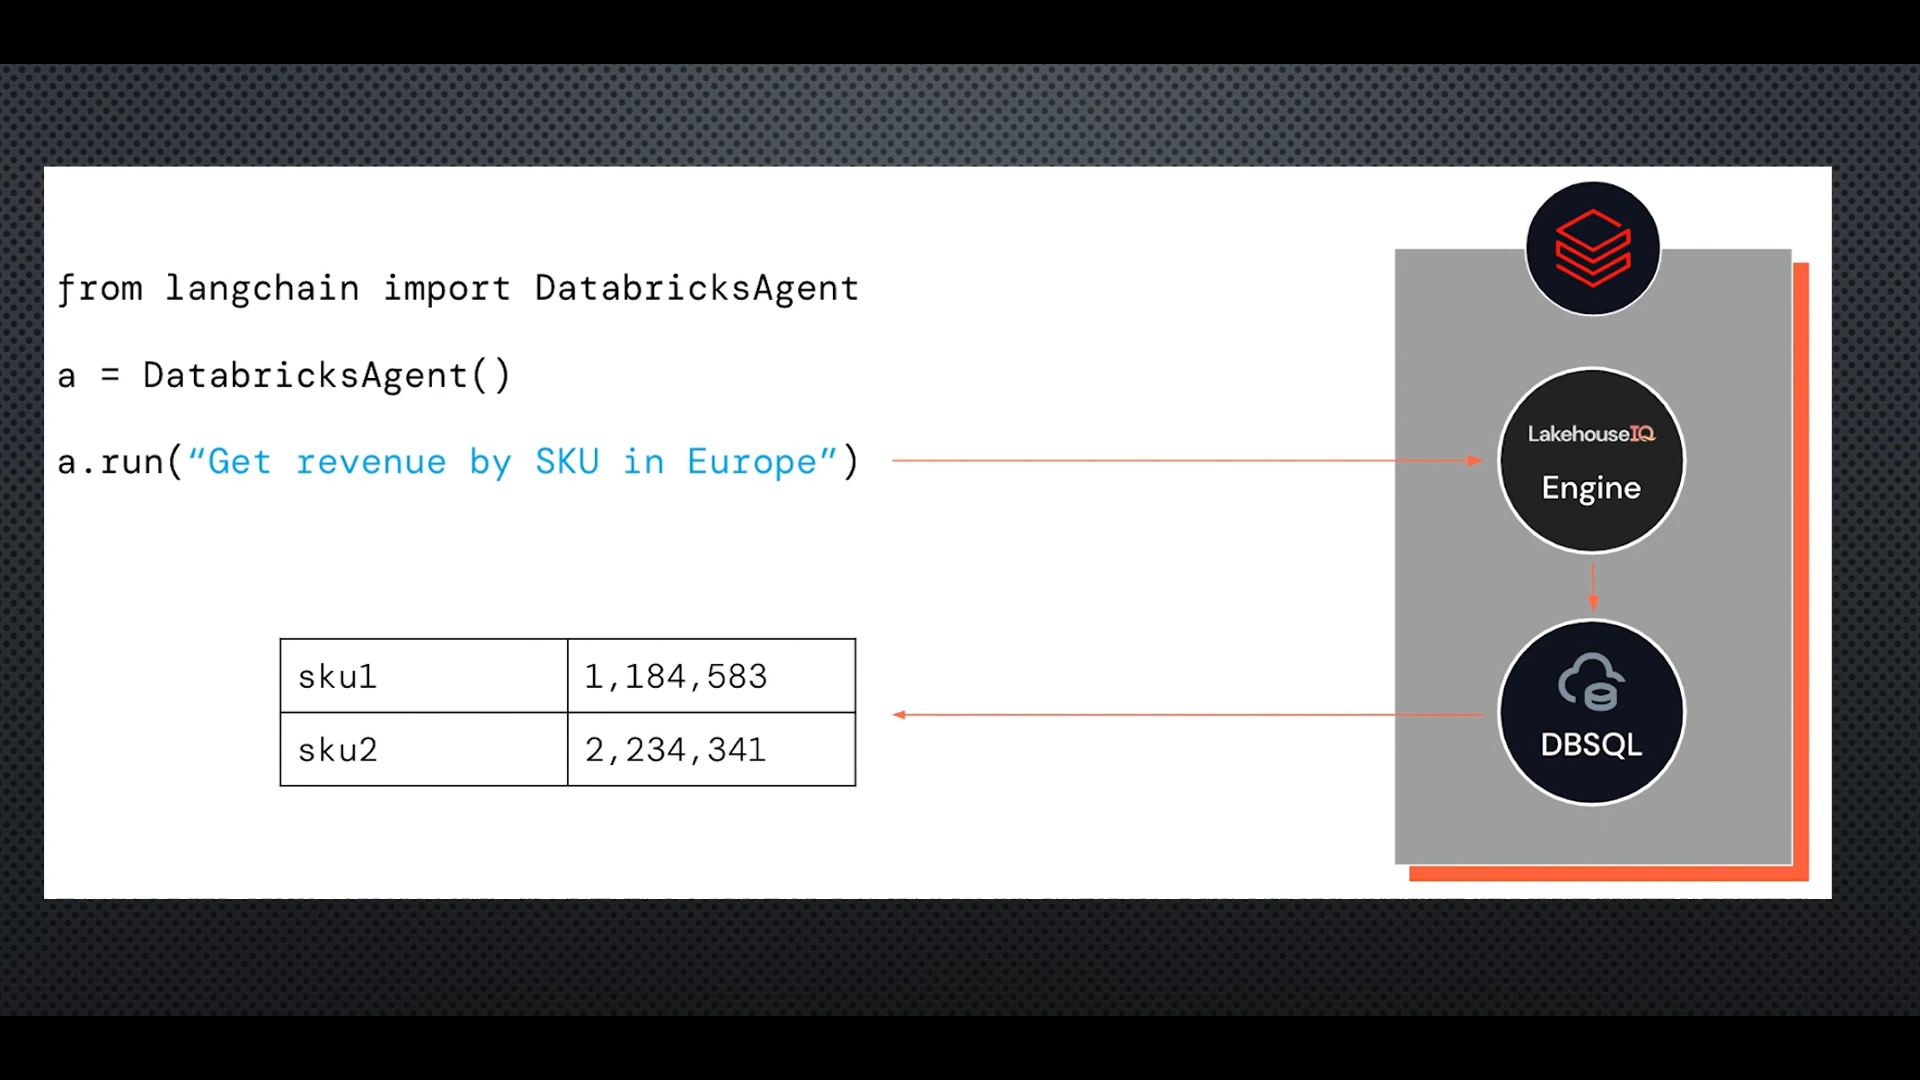 from langchain import DatabricksAgent
a = DatabricksAgent()
a.run(“Get revenue by SKU in Europe”)
LakehouseIQ
Engine
sku1 1,184,583
sku2 2,234,341
DBSQL